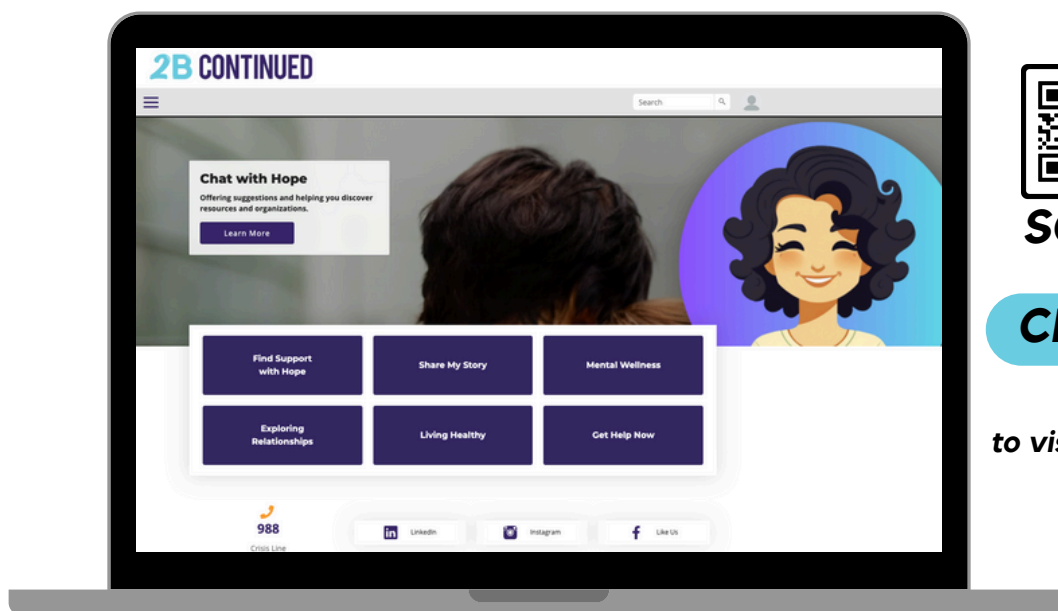 2B CONTINUED
Search
Chat with Hope
Offering suggestions and helping you discover
resources and organizations.
Learn More
Find Support
with Hope
Share My Story
Mental Wellness
Exploring
Relationships
Living Healthy
Get Help Now
988
Crisis Line
LinkedIn
Instagram
Like Us
to